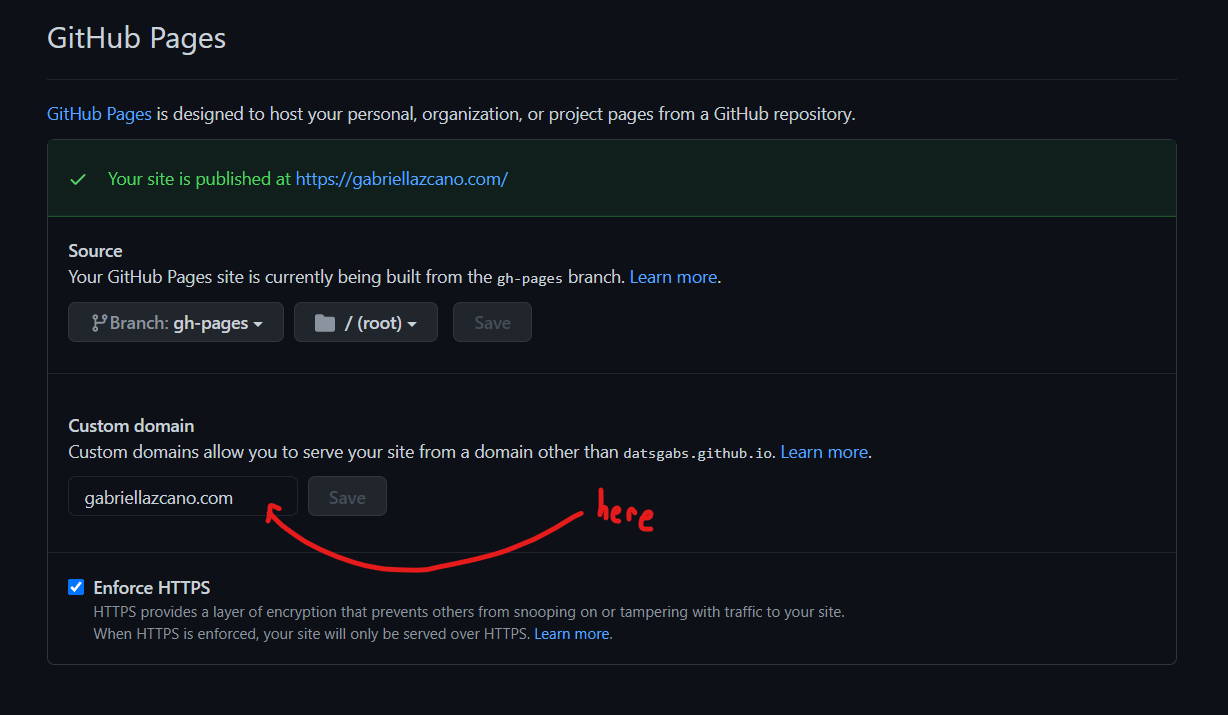 GitHub Pages
GitHub Pages is designed to host your personal, organization, or project pages from a GitHub repository.
Your site is published at https://gabriellazcano.com/
Source
Your GitHub Pages site is currently being built from the gh-pages branch. Learn more.
Branch: gh-pages / (root) Save
Custom domain
Custom domains allow you to serve your site from a domain other than datsgabs.github.io. Learn more.
gabriellazcano.com Save
here
Enforce HTTPS
HTTPS provides a layer of encryption that prevents others from snooping on or tampering with traffic to your site.
When HTTPS is enforced, your site will only be served over HTTPS. Learn more.